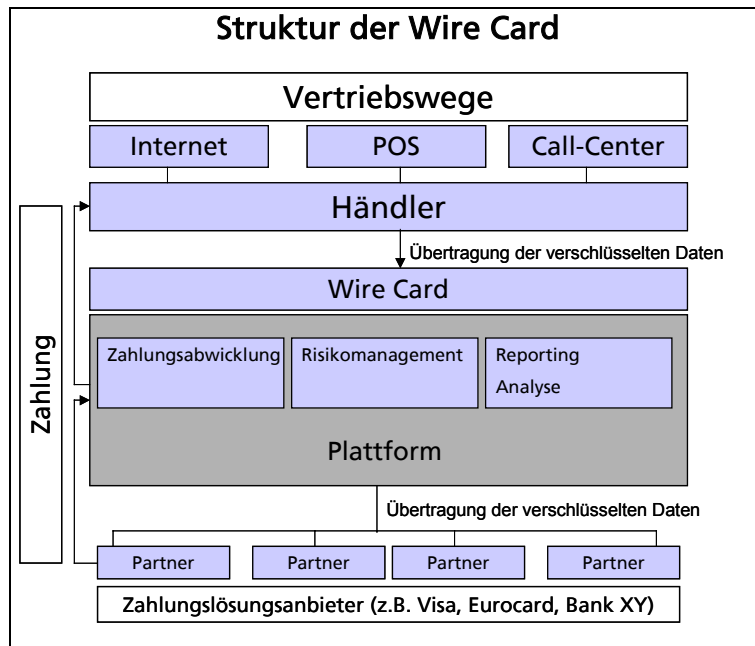 Struktur der Wire Card
Vertriebswege
Internet
POS
Call-Center
Händler
Übertragung der verschlüsselten Daten
Wire Card
Zahlung
Zahlungsabwicklung
Risikomanagement
Reporting
Analyse
Plattform
Übertragung der verschlüsselten Daten
Partner
Partner
Partner
Partner
Zahlungslösungsanbieter (z.B. Visa, Eurocard, Bank XY)